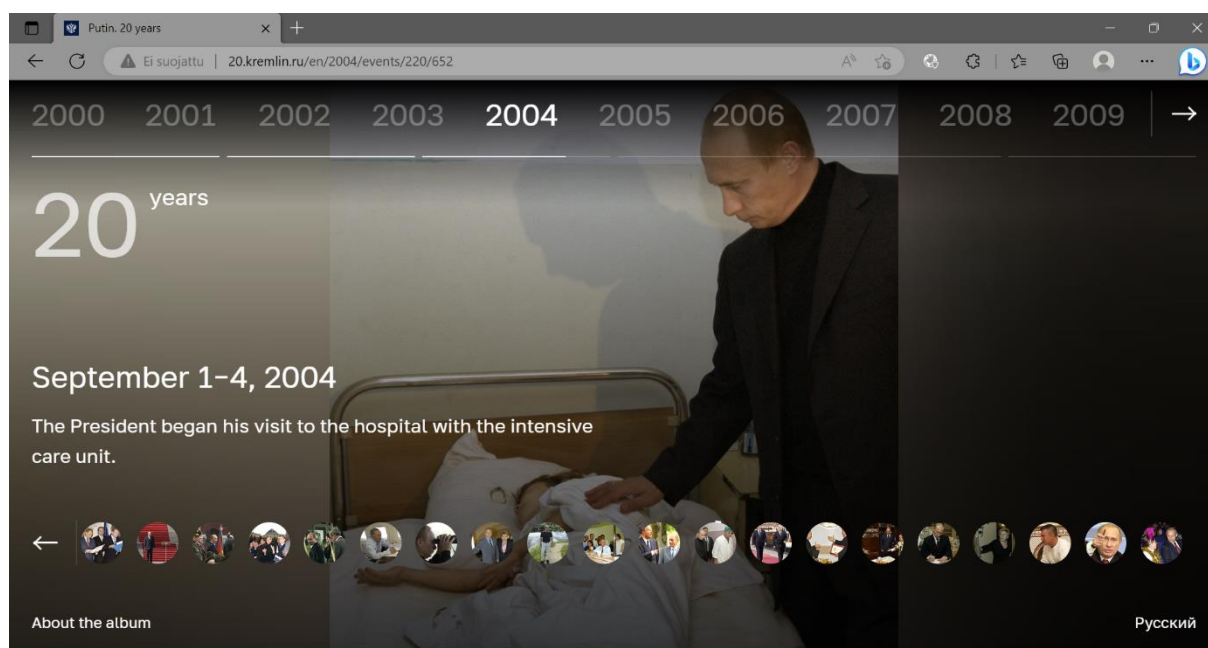 Putin. 20 years
Ei suojattu | 20.kremlin.ru/en/2004/events/220/652
2000 2001 2002 2003 2004 2005 2006 2007 2008 2009
20 years
September 1–4, 2004
The President began his visit to the hospital with the intensive
care unit.
About the album
Русский